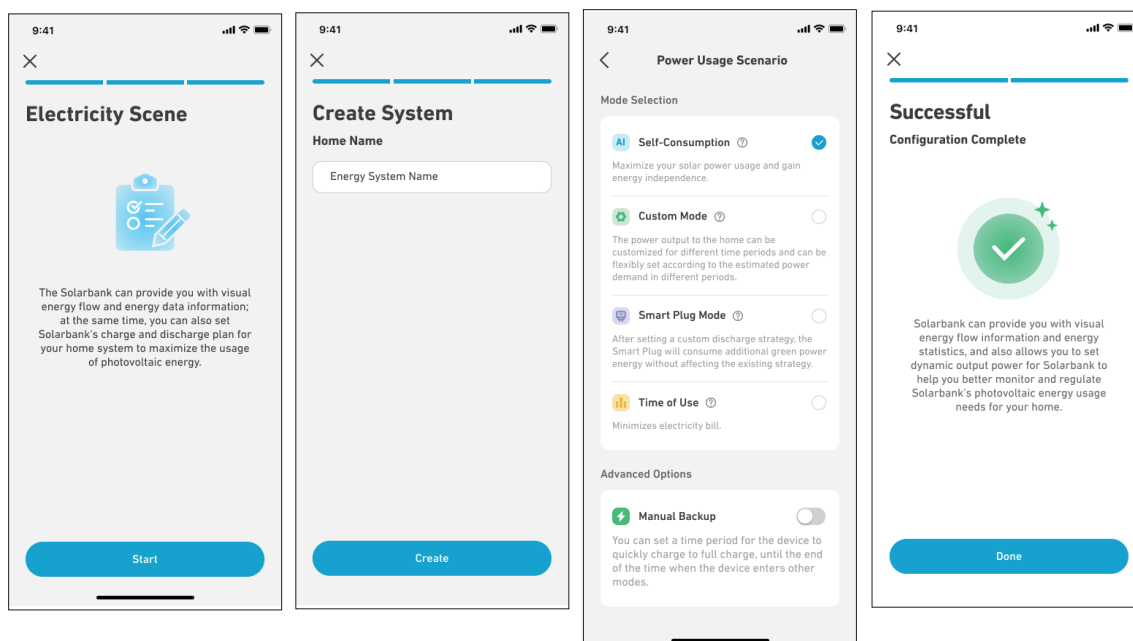 9:41
Electricity Scene
The Solarbank can provide you with visual
energy flow and energy data information;
at the same time, you can also set
Solarbank's charge and discharge plan for
your home system to maximize the usage
of photovoltaic energy.
Start
9:41
Create System
Home Name
Energy System Name
Create
9:41
Power Usage Scenario
Mode Selection
AI Self-Consumption ?
Maximize your solar power usage and gain
energy independence.
Custom Mode ?
The power output to the home can be
customized for different time periods and can be
flexibly set according to the estimated power
demand in different periods.
Smart Plug Mode ?
After setting a custom discharge strategy, the
Smart Plug will consume additional green power
energy without affecting the existing strategy.
Time of Use ?
Minimizes electricity bill.
Advanced Options
Manual Backup
You can set a time period for the device to
quickly charge to full charge, until the end
of the time when the device enters other
modes.
9:41
Successful
Configuration Complete
Solarbank can provide you with visual
energy flow information and energy
statistics, and also allows you to set
dynamic output power for Solarbank to
help you better monitor and regulate
Solarbank's photovoltaic energy usage
needs for your home.
Done